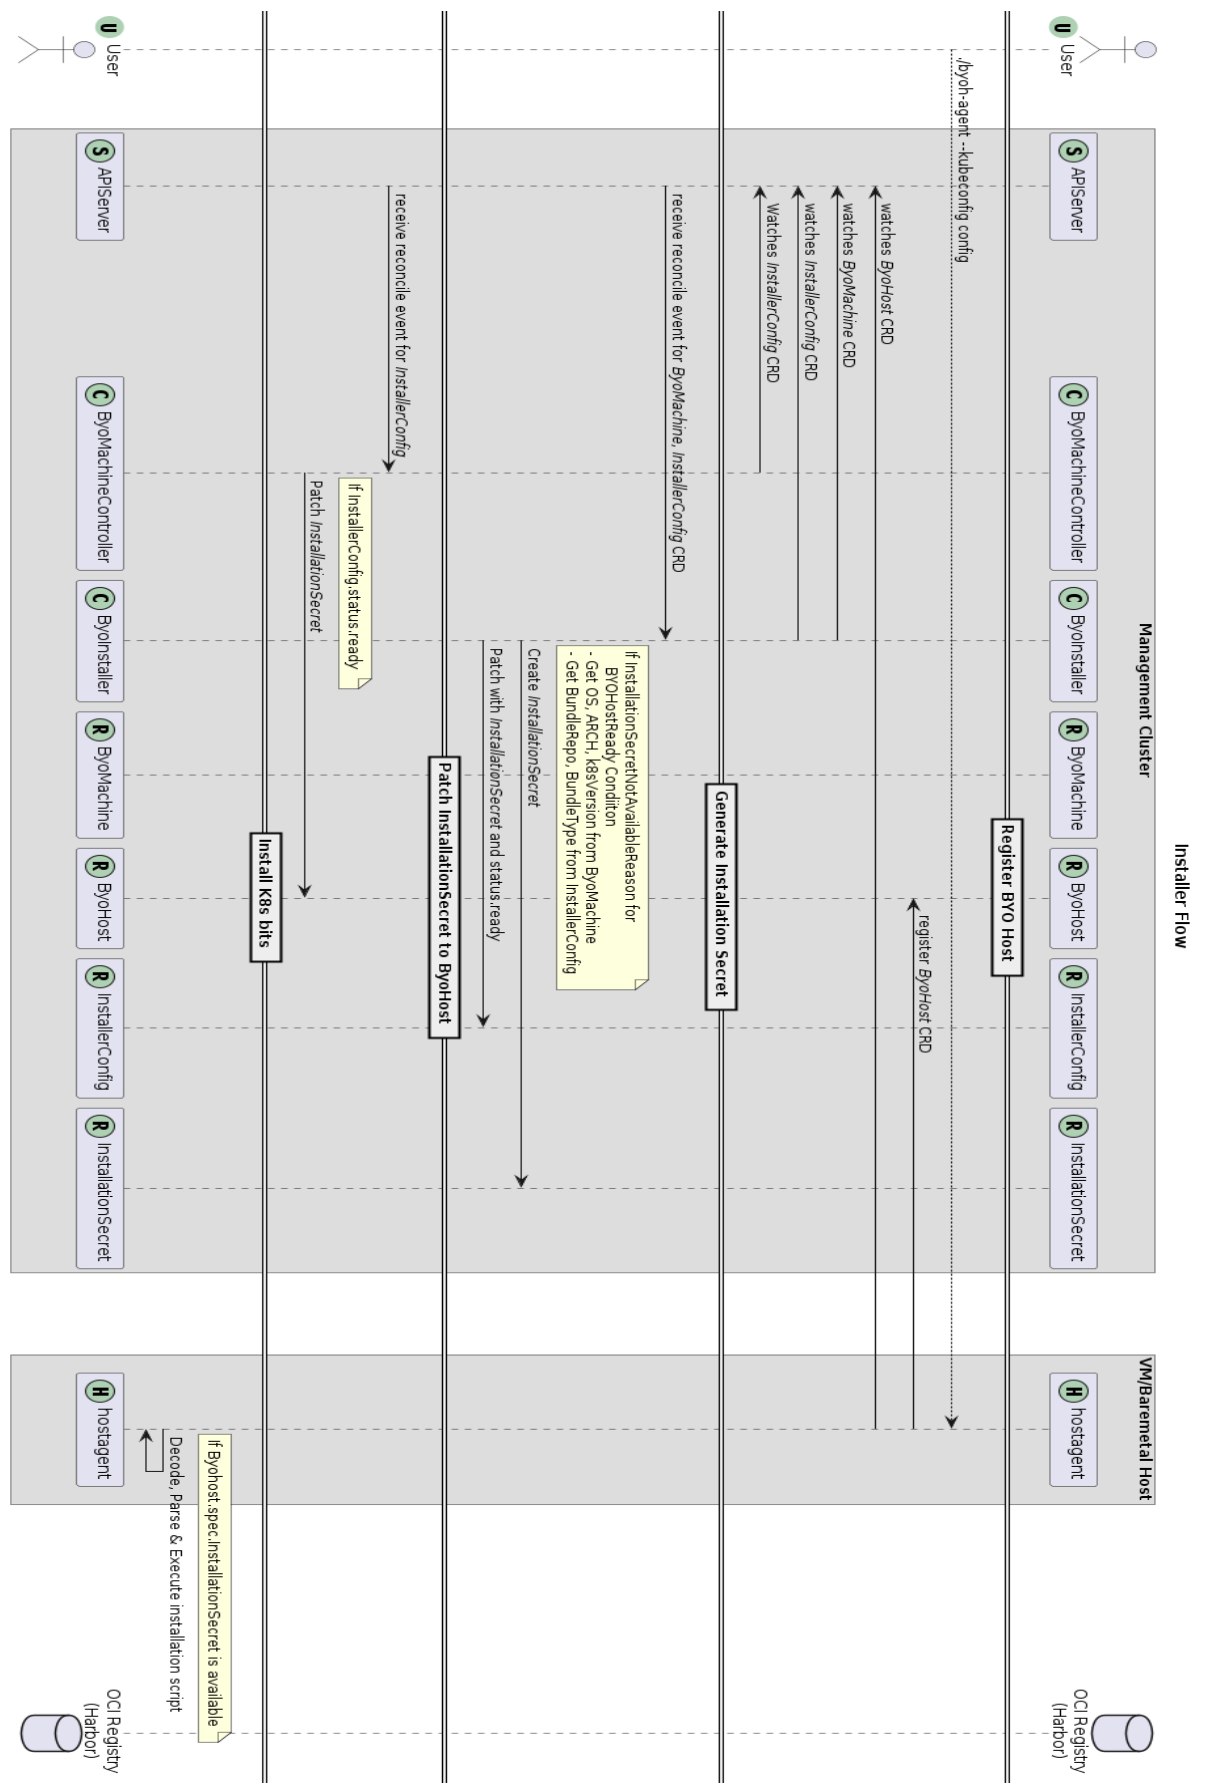 Installer Flow
Management Cluster
VM/Baremetal Host
U User
S APIServer
C ByoMachineController
C ByoInstaller
R ByoMachine
R ByoHost
R InstallerConfig
R InstallationSecret
H hostagent
OCI Registry
(Harbor)
Register BYO Host
./byoh-agent --kubeconfig config
register ByoHost CRD
watches ByoHost CRD
watches ByoMachine CRD
watches InstallerConfig CRD
Watches InstallerConfig CRD
Generate Installation Secret
receive reconcile event for ByoMachine, InstallerConfig CRD
If InstallationSecretNotAvailableReason for
BYOHostReady Conditon
- Get OS, ARCH, k8sVersion from ByoMachine
- Get BundleRepo, BundleType from InstallerConfig
Create InstallationSecret
Patch with InstallationSecret and status.ready
Patch InstallationSecret to ByoHost
receive reconcile event for InstallerConfig
If InstallerConfig.status.ready
Patch InstallationSecret
Install K8s bits
If Byohost.spec.InstallationSecret is available
Decode, Parse & Execute installation script
U User
S APIServer
C ByoMachineController
C ByoInstaller
R ByoMachine
R ByoHost
R InstallerConfig
R InstallationSecret
H hostagent
OCI Registry
(Harbor)